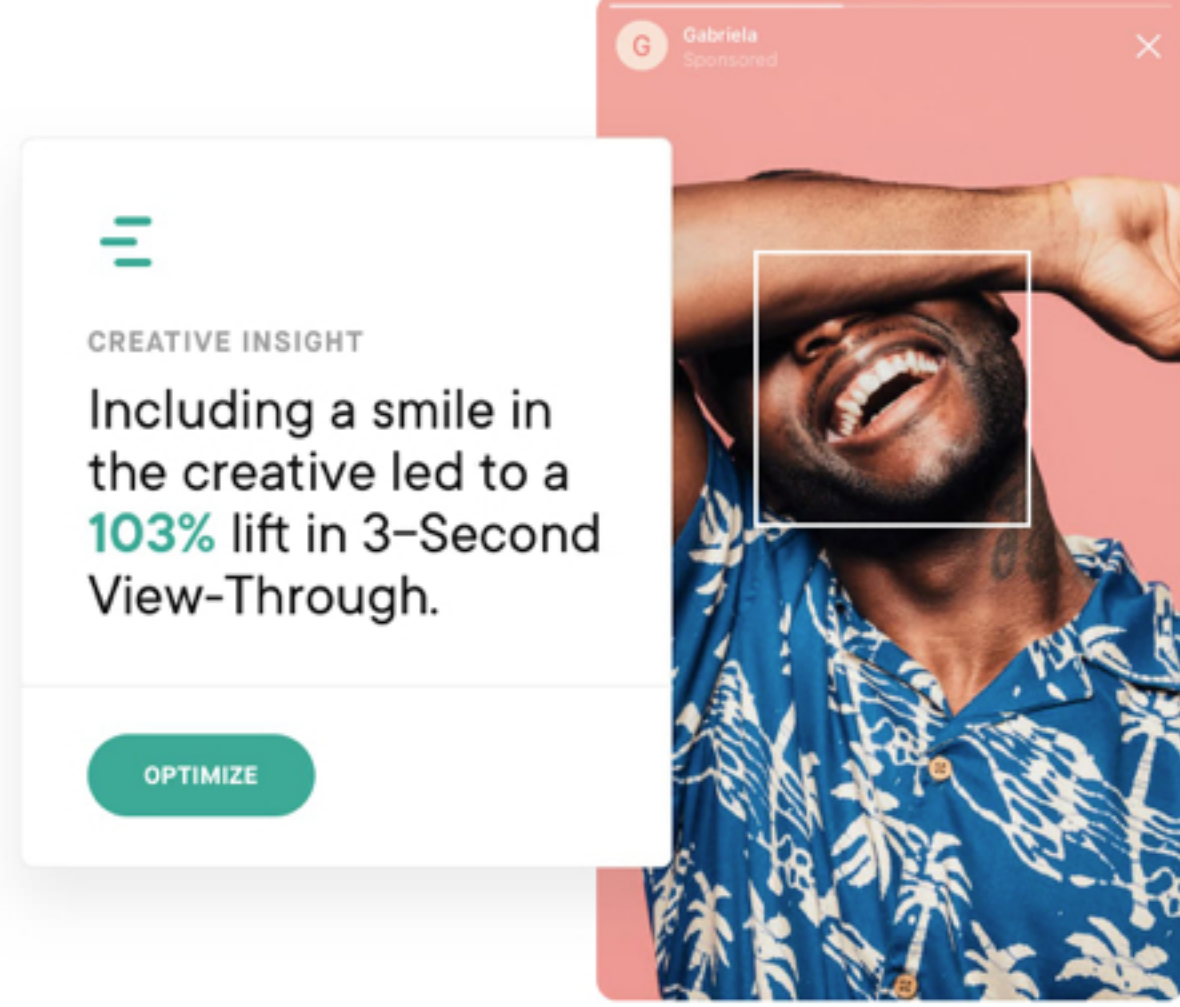 G
Gabriela
Sponsored
CREATIVE INSIGHT
Including a smile in
the creative led to a
103% lift in 3-Second
View-Through.
OPTIMIZE